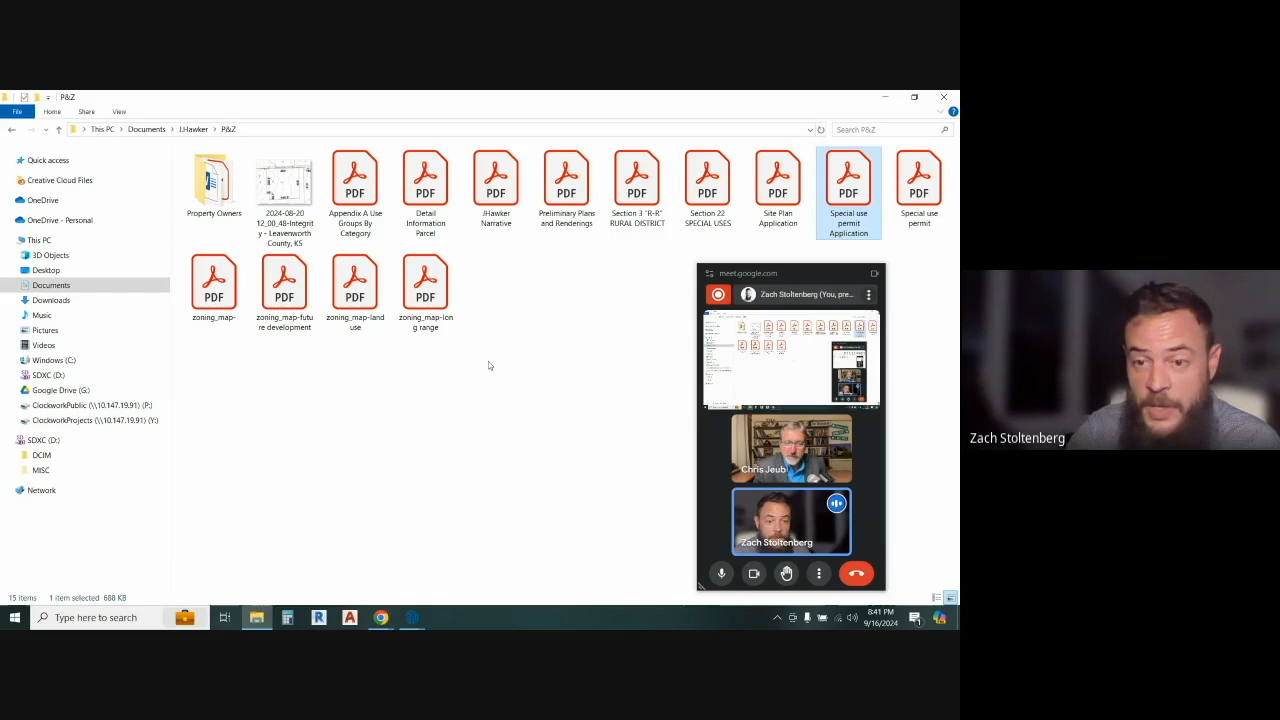 P&Z
File
Home
Share
View
This PC
Documents
J.Hawker
P&Z
Search P&Z
Quick access
Creative Cloud Files
OneDrive
OneDrive - Personal
This PC
3D Objects
Desktop
Documents
Downloads
Music
Pictures
Videos
Windows (C:)
SDXC (D:)
Google Drive (G:)
ClockworkPublic (\\10.147.19.91) (P:)
ClockworkProjects (\\10.147.19.91) (Y:)
SDXC (D:)
DCIM
MISC
Network
Property Owners
2024-08-20
12_00_48-Integrit
y - Leavenworth
County, KS
PDF
Appendix A Use
Groups By
Category
PDF
Detail
Information
Parcel
PDF
JHawker
Narrative
PDF
Preliminary Plans
and Renderings
PDF
Section 3 "R-R"
RURAL DISTRICT
PDF
Section 22
SPECIAL USES
PDF
Site Plan
Application
PDF
Special use
permit
Application
PDF
Special use
permit
PDF
zoning_map-
PDF
zoning_map-futu
re development
PDF
zoning_map-land
use
PDF
zoning_map-lon
g range
meet.google.com
Zach Stoltenberg (You, pre...
Chris Jeub
Zach Stoltenberg
Zach Stoltenberg
15 items
1 item selected 688 KB
Type here to search
8:41 PM
9/16/2024